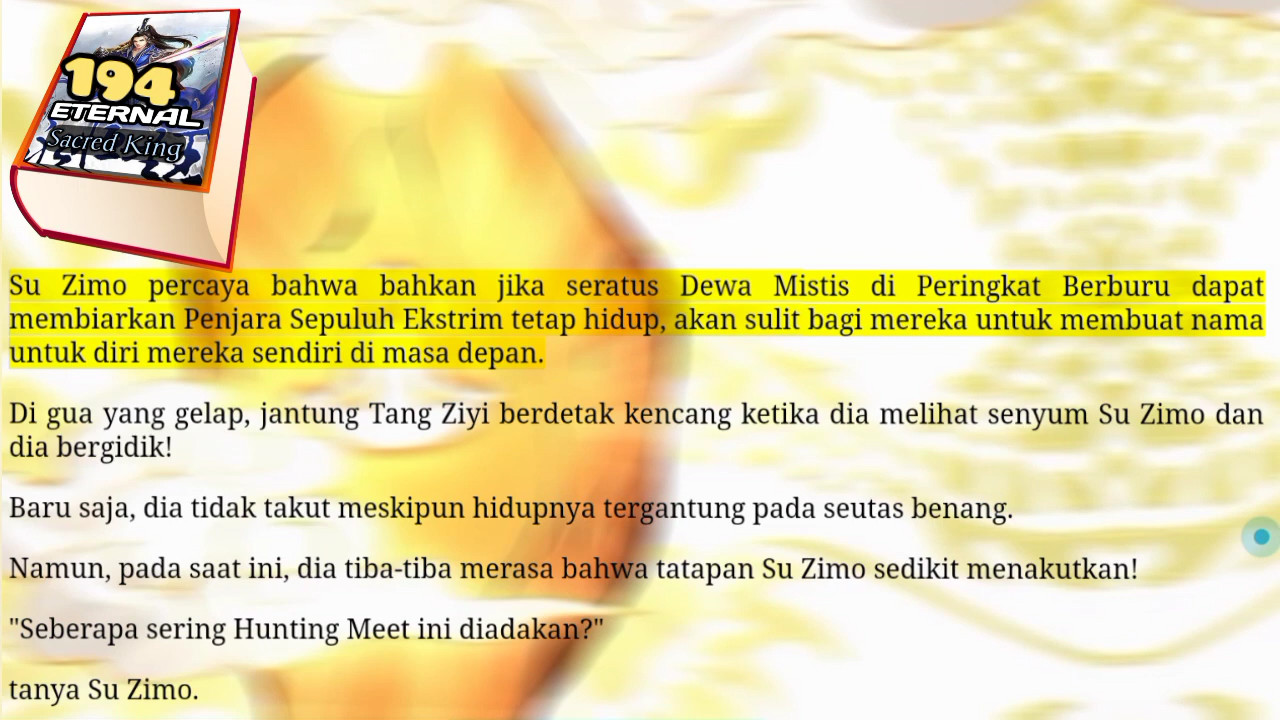 194
ETERNAL
Sacred King
Su Zimo percaya bahwa bahkan jika seratus Dewa Mistis di Peringkat Berburu dapat
membiarkan Penjara Sepuluh Ekstrim tetap hidup, akan sulit bagi mereka untuk membuat nama
untuk diri mereka sendiri di masa depan.
Di gua yang gelap, jantung Tang Ziyi berdetak kencang ketika dia melihat senyum Su Zimo dan
dia bergidik!
Baru saja, dia tidak takut meskipun hidupnya tergantung pada seutas benang.
Namun, pada saat ini, dia tiba-tiba merasa bahwa tatapan Su Zimo sedikit menakutkan!
"Seberapa sering Hunting Meet ini diadakan?"
tanya Su Zimo.